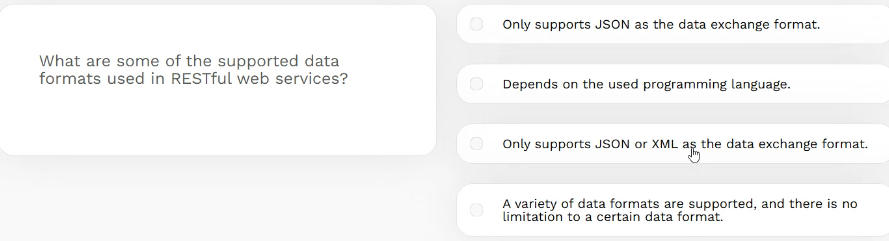 What are some of the supported data
formats used in RESTful web services?
Only supports JSON as the data exchange format.
Depends on the used programming language.
Only supports JSON or XML as the data exchange format.
A variety of data formats are supported, and there is no
limitation to a certain data format.